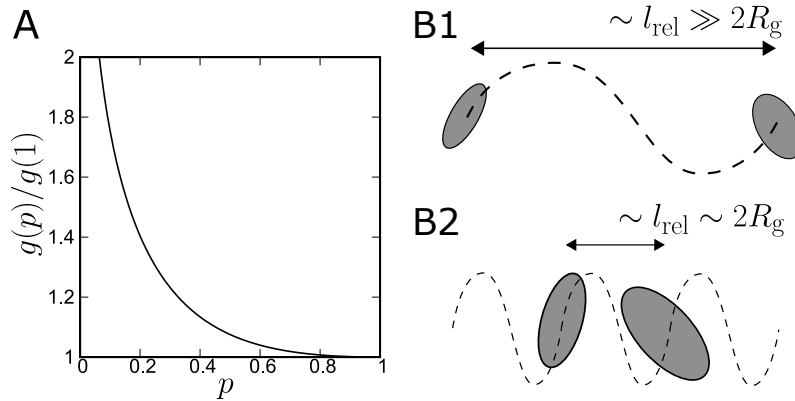 A
g(p)/g(1)
2
1.8
1.6
1.4
1.2
1
0
0.2
0.4
0.6
0.8
1
p
B1
∼ l_rel ≫ 2R_g
B2
∼ l_rel ∼ 2R_g